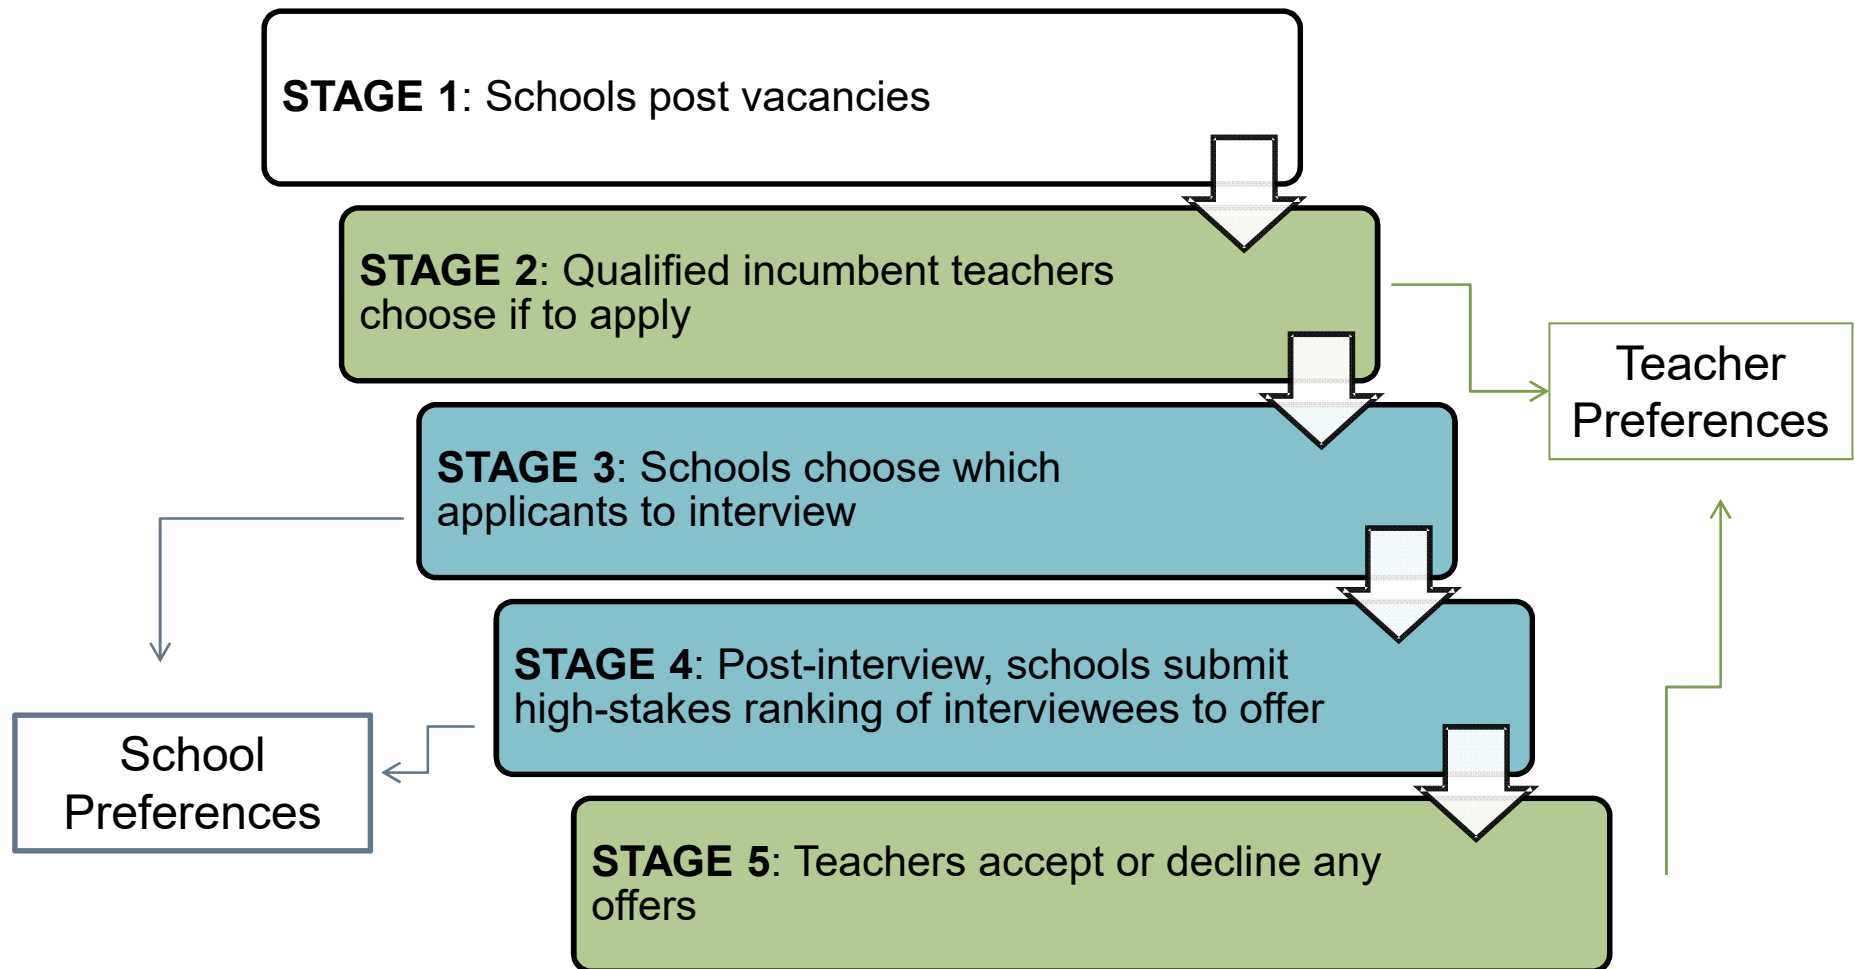 STAGE 1: Schools post vacancies
STAGE 2: Qualified incumbent teachers
choose if to apply
Teacher
Preferences
STAGE 3: Schools choose which
applicants to interview
STAGE 4: Post-interview, schools submit
high-stakes ranking of interviewees to offer
School
Preferences
STAGE 5: Teachers accept or decline any
offers